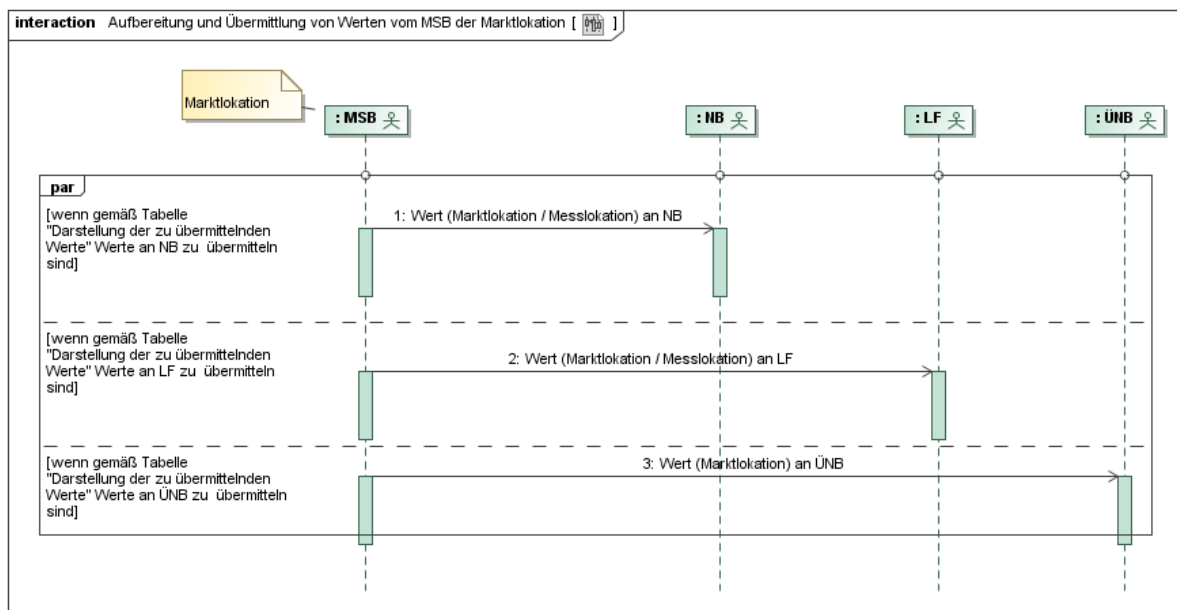 interaction Aufbereitung und Übermittlung von Werten vom MSB der Marktlokation [ ]
Marktlokation
: MSB
: NB
: LF
: ÜNB
par
[wenn gemäß Tabelle
"Darstellung der zu übermittelnden
Werte" Werte an NB zu übermitteln
sind]
1: Wert (Marktlokation / Messlokation) an NB
[wenn gemäß Tabelle
"Darstellung der zu übermittelnden
Werte" Werte an LF zu übermitteln
sind]
2: Wert (Marktlokation / Messlokation) an LF
[wenn gemäß Tabelle
"Darstellung der zu übermittelnden
Werte" Werte an ÜNB zu übermitteln
sind]
3: Wert (Marktlokation) an ÜNB